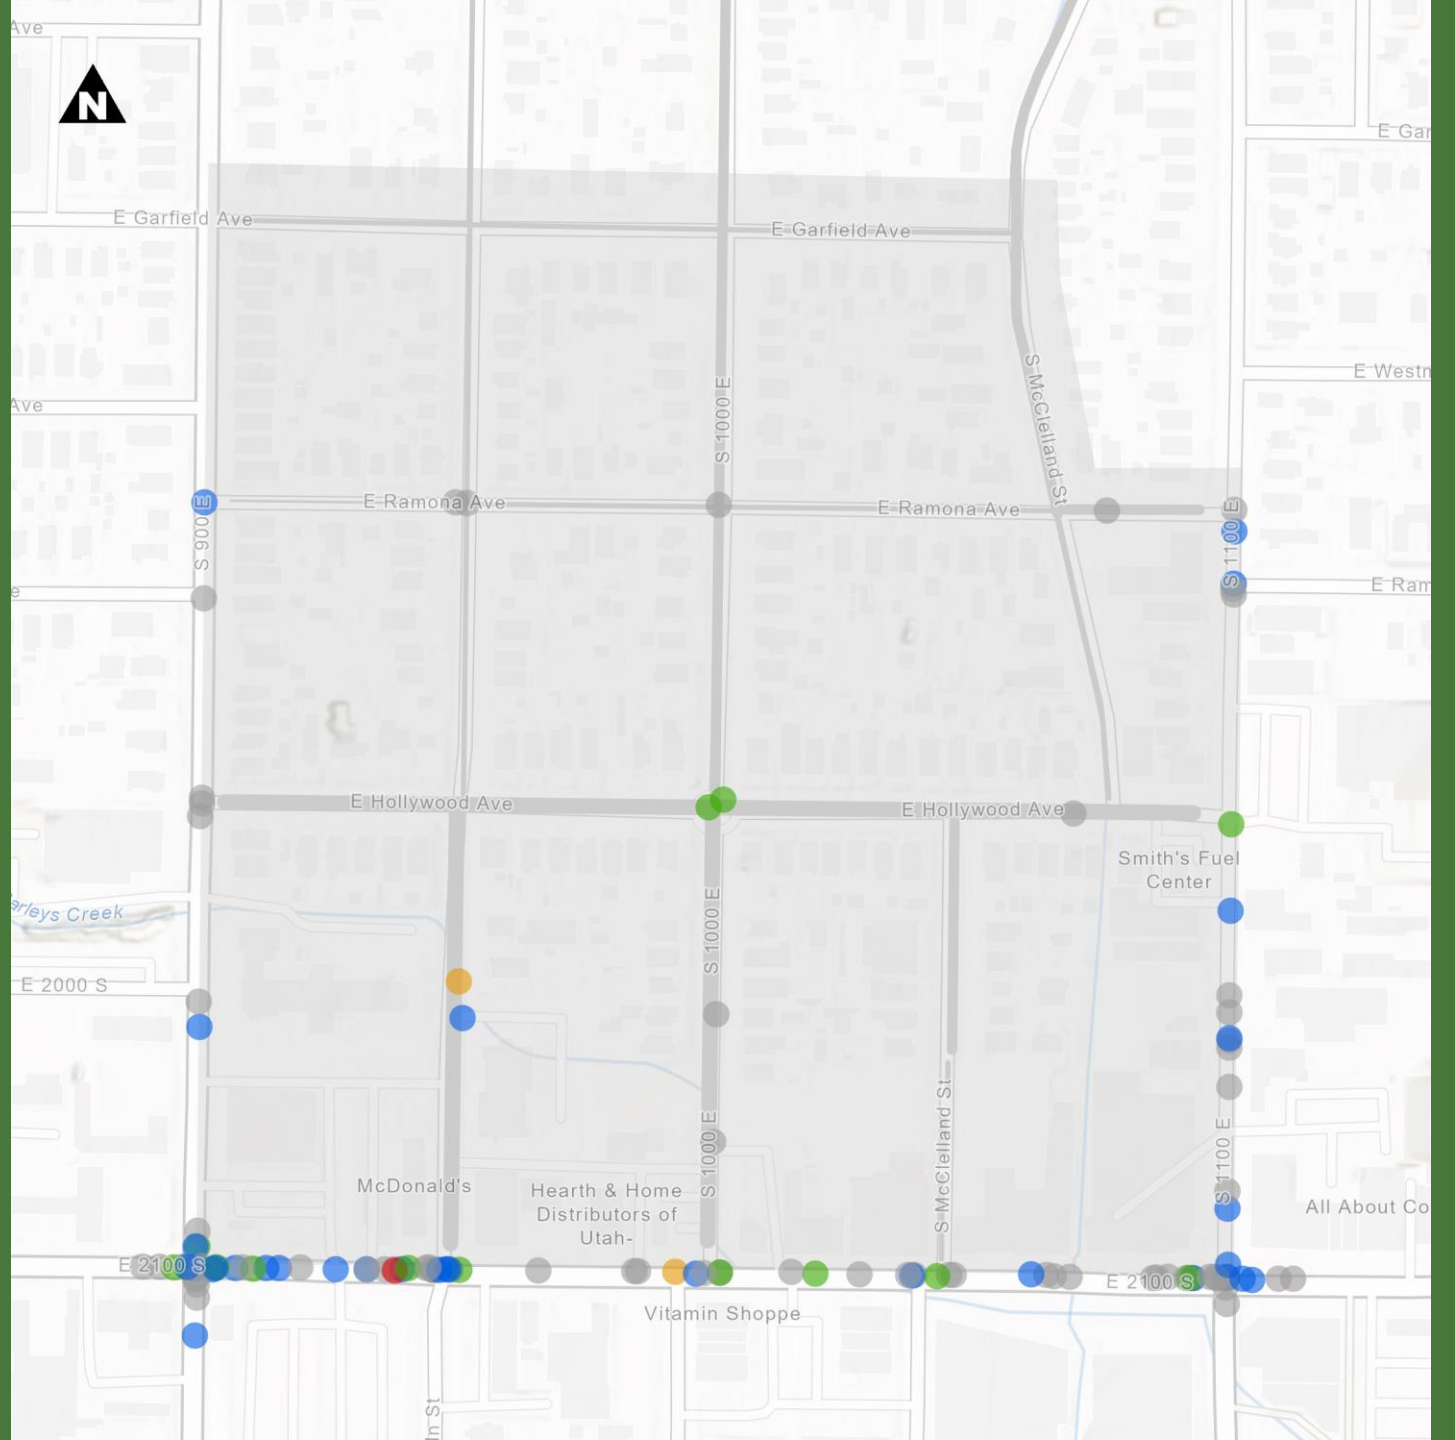 Ave
N
E Gar
E Garfield Ave
E Garfield Ave
S McClelland St
E Westn
S 1000 E
Ave
S 900 E
E Ramona Ave
E Ramona Ave
S 1100 E
e
E Ram
E Hollywood Ave
E Hollywood Ave
Smith's Fuel
Center
arleys Creek
S 1000 E
E 2000 S
S McClelland St
S 1000 E
S 1100 E
McDonald's
Hearth & Home
Distributors of
Utah-
All About Co
E 2100 S
E 2100 S
Vitamin Shoppe
ln St